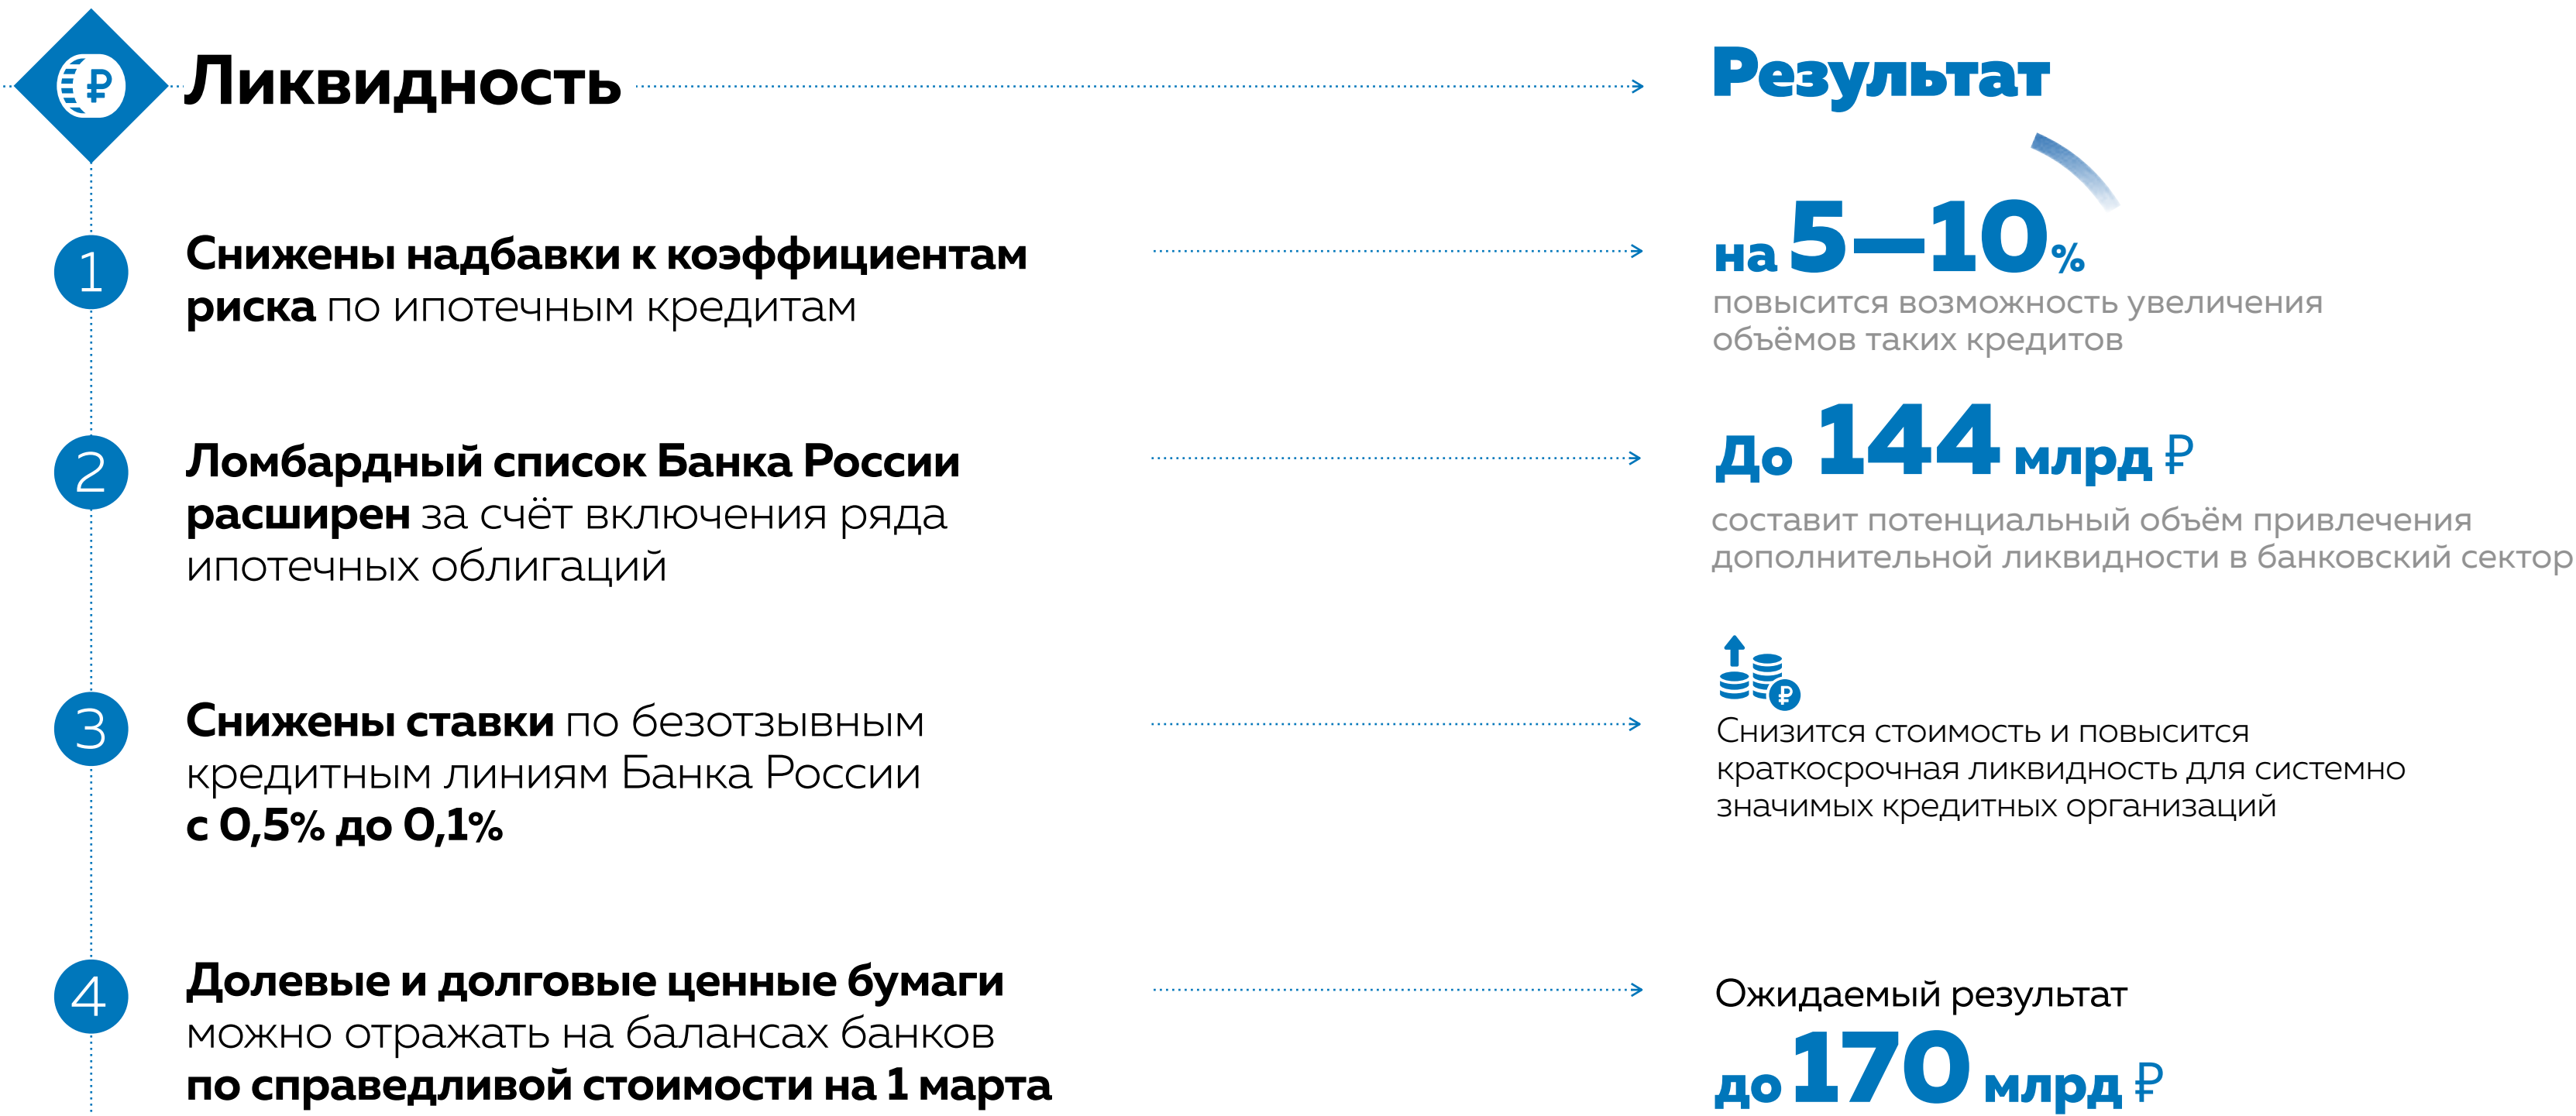 Ликвидность
Результат
1
Снижены надбавки к коэффициентам
риска по ипотечным кредитам
на 5—10%
повысится возможность увеличения
объёмов таких кредитов
2
Ломбардный список Банка России
расширен за счёт включения ряда
ипотечных облигаций
До 144 млрд ₽
составит потенциальный объём привлечения
дополнительной ликвидности в банковский сектор
3
Снижены ставки по безотзывным
кредитным линиям Банка России
с 0,5% до 0,1%
Снизится стоимость и повысится
краткосрочная ликвидность для системно
значимых кредитных организаций
4
Долевые и долговые ценные бумаги
можно отражать на балансах банков
по справедливой стоимости на 1 марта
Ожидаемый результат
до 170 млрд ₽